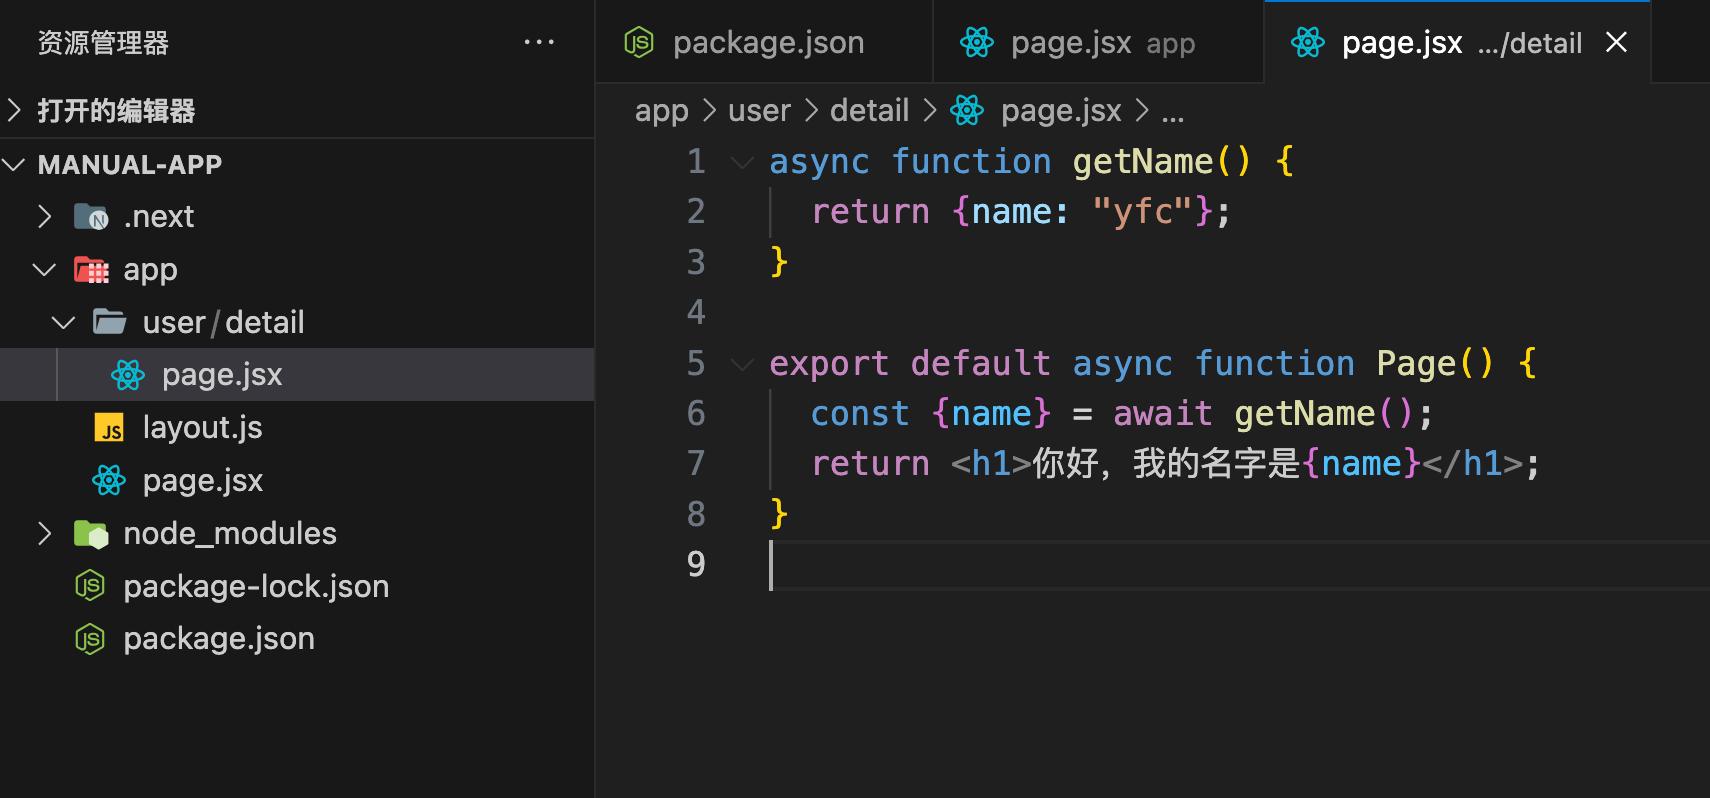 资源管理器 ...
打开的编辑器
MANUAL-APP
.next
app
user/detail
page.jsx
layout.js
page.jsx
node_modules
package-lock.json
package.json
package.json
page.jsx app
page.jsx .../detail
app > user > detail > page.jsx > ...
1 async function getName() {
2 return {name: "yfc"};
3 }
4
5 export default async function Page() {
6 const {name} = await getName();
7 return <h1>你好，我的名字是{name}</h1>;
8 }
9